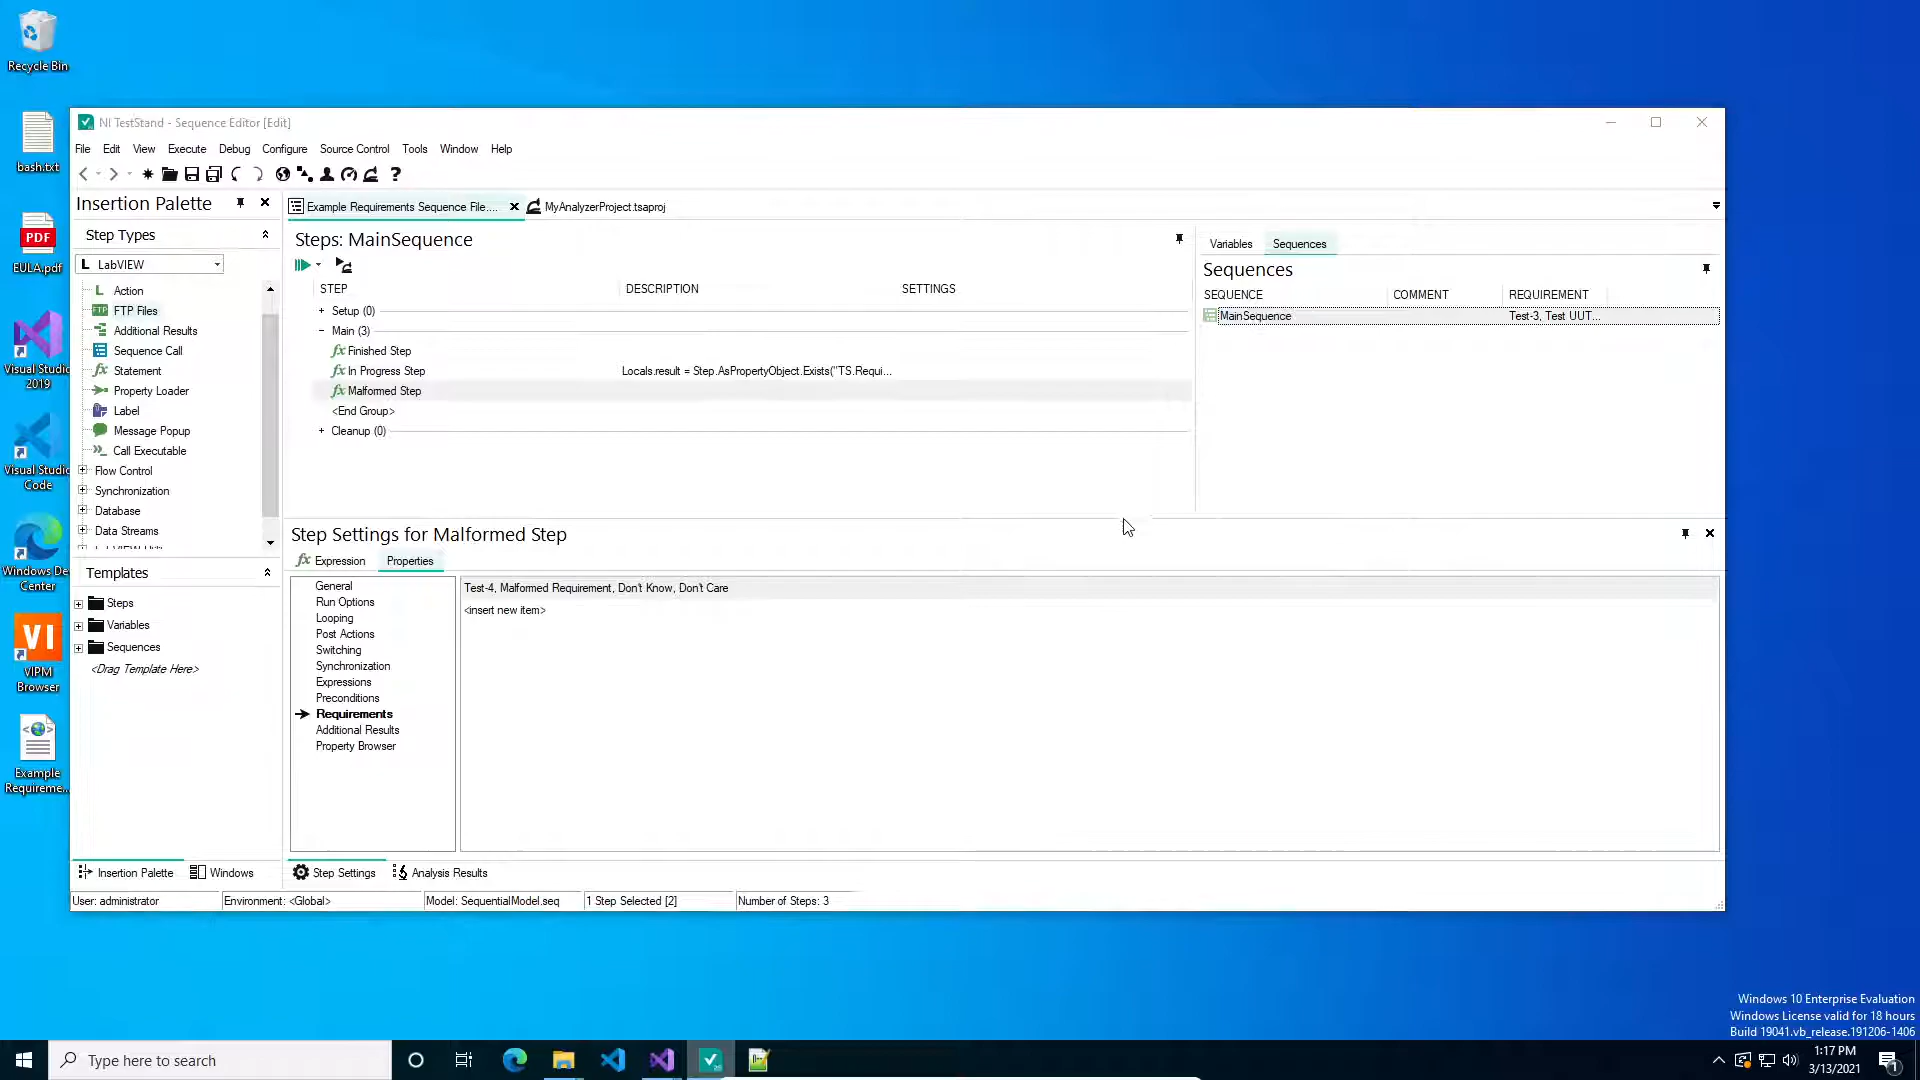 Recycle Bin
bash.txt
PDF
EULA.pdf
Visual Studio
2019
Visual Studio
Code
Windows De
Center
VI
VIPM
Browser
Example
Requireme...
NI TestStand - Sequence Editor [Edit]
File Edit View Execute Debug Configure Source Control Tools Window Help
Insertion Palette
Step Types
L LabVIEW
L Action
FTP FTP Files
Additional Results
Sequence Call
fx Statement
Property Loader
Label
Message Popup
Call Executable
Flow Control
Synchronization
Database
Data Streams
Templates
Steps
Variables
Sequences
<Drag Template Here>
Insertion Palette Windows
Example Requirements Sequence File.... MyAnalyzerProject.tsaproj
Steps: MainSequence
STEP DESCRIPTION SETTINGS
+ Setup (0)
− Main (3)
fx Finished Step
fx In Progress Step Locals.result = Step.AsPropertyObject.Exists("TS.Requi...
fx Malformed Step
<End Group>
+ Cleanup (0)
Variables Sequences
Sequences
SEQUENCE COMMENT REQUIREMENT
MainSequence Test-3, Test UUT...
Step Settings for Malformed Step
fx Expression Properties
General
Run Options
Looping
Post Actions
Switching
Synchronization
Expressions
Preconditions
Requirements
Additional Results
Property Browser
Test-4, Malformed Requirement, Don't Know, Don't Care
<insert new item>
Step Settings Analysis Results
User: administrator Environment: <Global> Model: SequentialModel.seq 1 Step Selected [2] Number of Steps: 3
Windows 10 Enterprise Evaluation
Windows License valid for 18 hours
Build 19041.vb_release.191206-1406
Type here to search
1:17 PM
3/13/2021
1